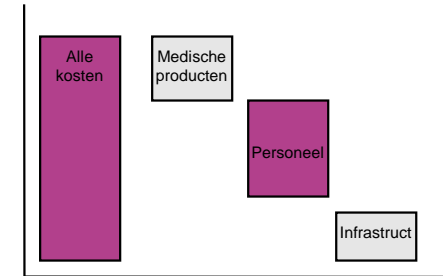 Alle
kosten
Medische
producten
Personeel
Infrastruct